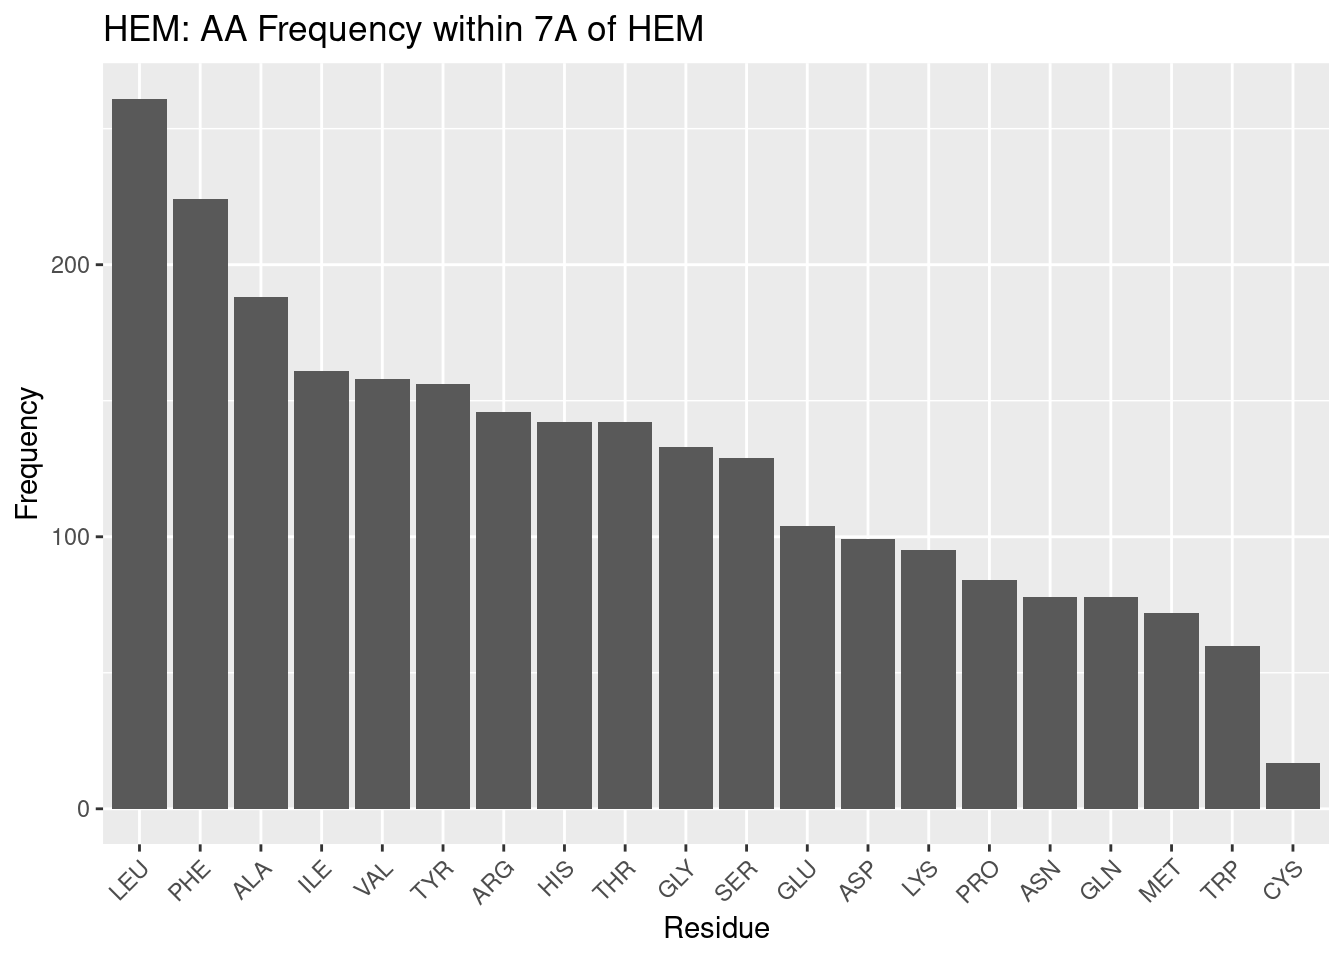 HEM: AA Frequency within 7A of HEM
Frequency
200
100
0
LEU PHE ALA ILE VAL TYR ARG HIS THR GLY SER GLU ASP LYS PRO ASN GLN MET TRP CYS
Residue